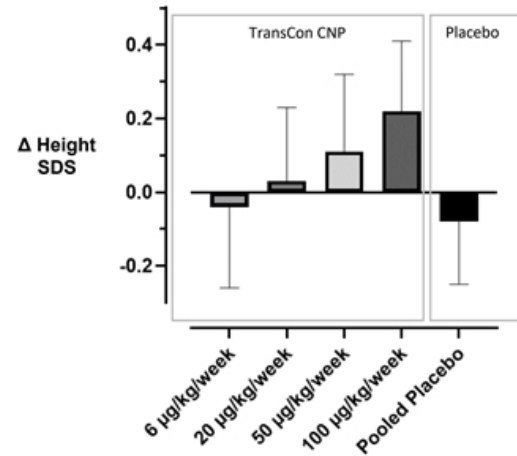 TransCon CNP
Placebo
Δ Height
SDS
0.4
0.2
0.0
-0.2
6 µg/kg/week
20 µg/kg/week
50 µg/kg/week
100 µg/kg/week
Pooled Placebo